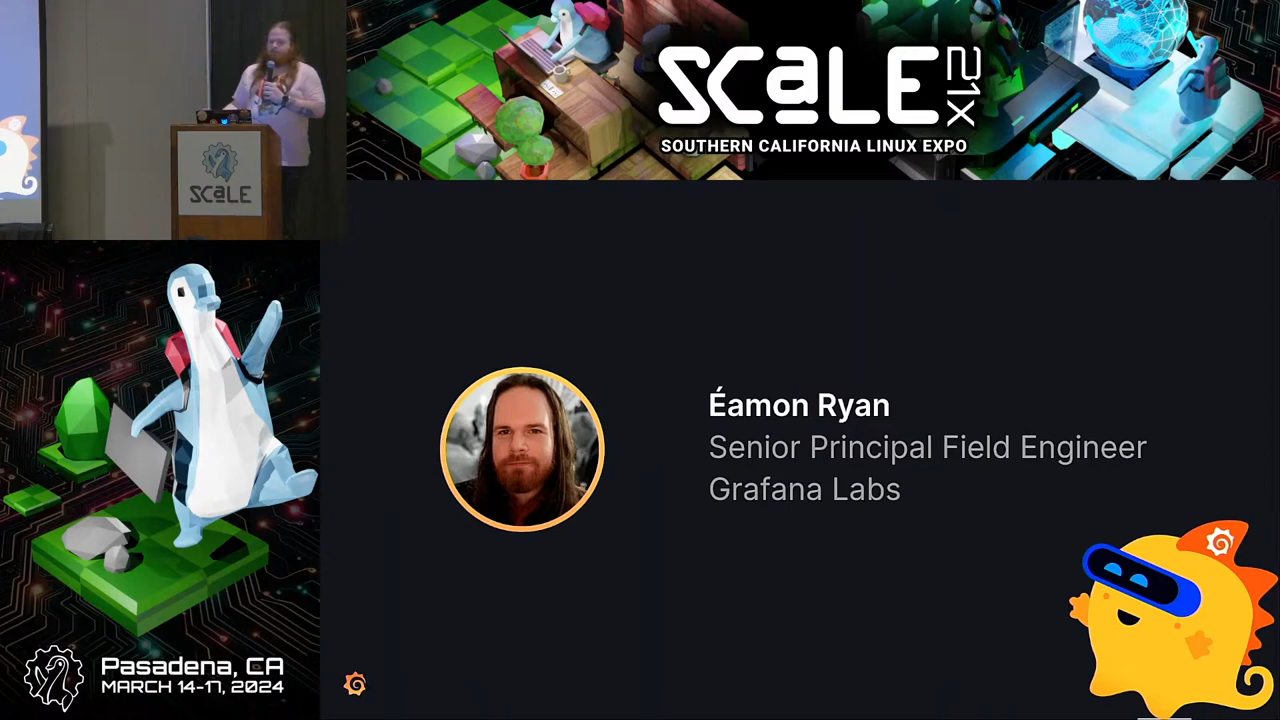 SCALE
SCALE 21X
SOUTHERN CALIFORNIA LINUX EXPO
Éamon Ryan
Senior Principal Field Engineer
Grafana Labs
Pasadena, CA
MARCH 14-17, 2024